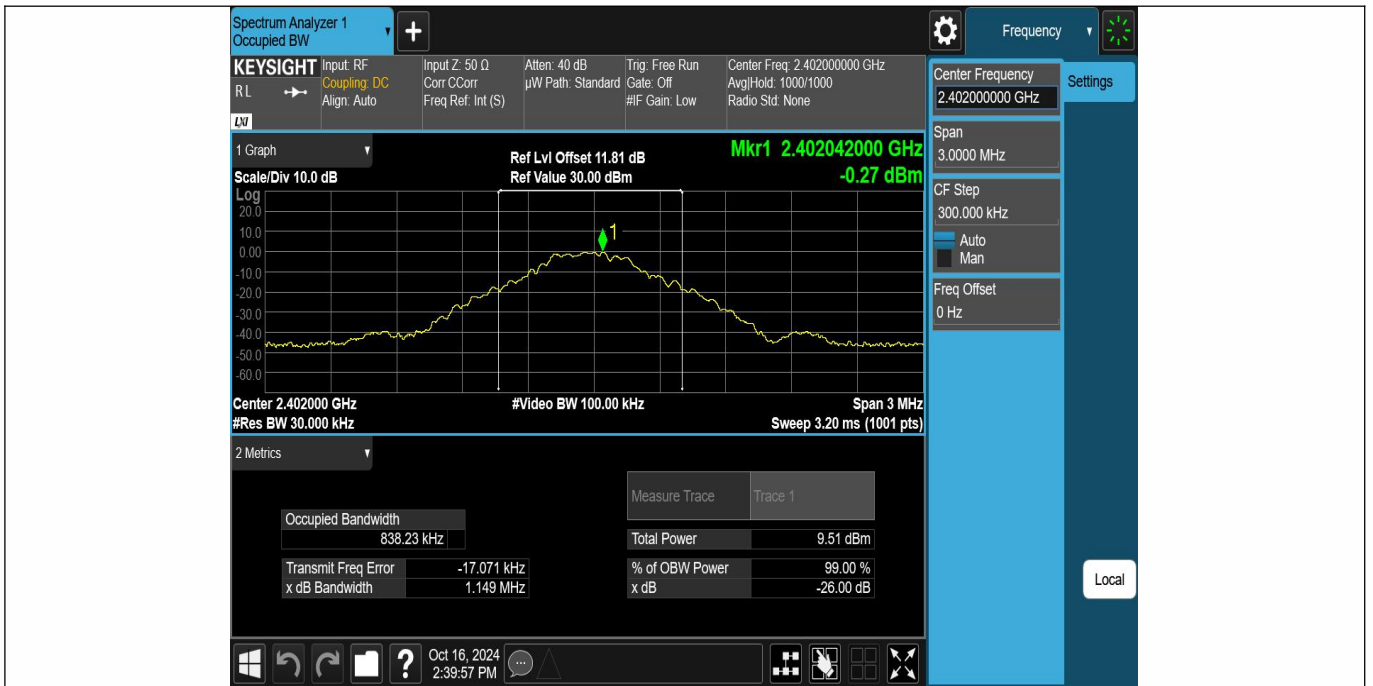 Spectrum Analyzer 1
Occupied BW
+
Frequency
KEYSIGHT
RL
LXI
Input: RF
Coupling: DC
Align: Auto
Input Z: 50 Ω
Corr CCorr
Freq Ref: Int (S)
Atten: 40 dB
µW Path: Standard
Trig: Free Run
Gate: Off
#IF Gain: Low
Center Freq: 2.402000000 GHz
Avg|Hold: 1000/1000
Radio Std: None
Center Frequency
2.402000000 GHz
Settings
Span
3.0000 MHz
CF Step
300.000 kHz
Auto
Man
Freq Offset
0 Hz
Local
1 Graph
Scale/Div 10.0 dB
Ref Lvl Offset 11.81 dB
Ref Value 30.00 dBm
Mkr1 2.402042000 GHz
-0.27 dBm
Log
20.0
10.0
0.00
-10.0
-20.0
-30.0
-40.0
-50.0
-60.0
1
Center 2.402000 GHz
#Video BW 100.00 kHz
Span 3 MHz
#Res BW 30.000 kHz
Sweep 3.20 ms (1001 pts)
2 Metrics
Measure Trace Trace 1
Occupied Bandwidth
838.23 kHz
Total Power 9.51 dBm
Transmit Freq Error -17.071 kHz
% of OBW Power 99.00 %
x dB Bandwidth 1.149 MHz
x dB -26.00 dB
?
Oct 16, 2024
2:39:57 PM